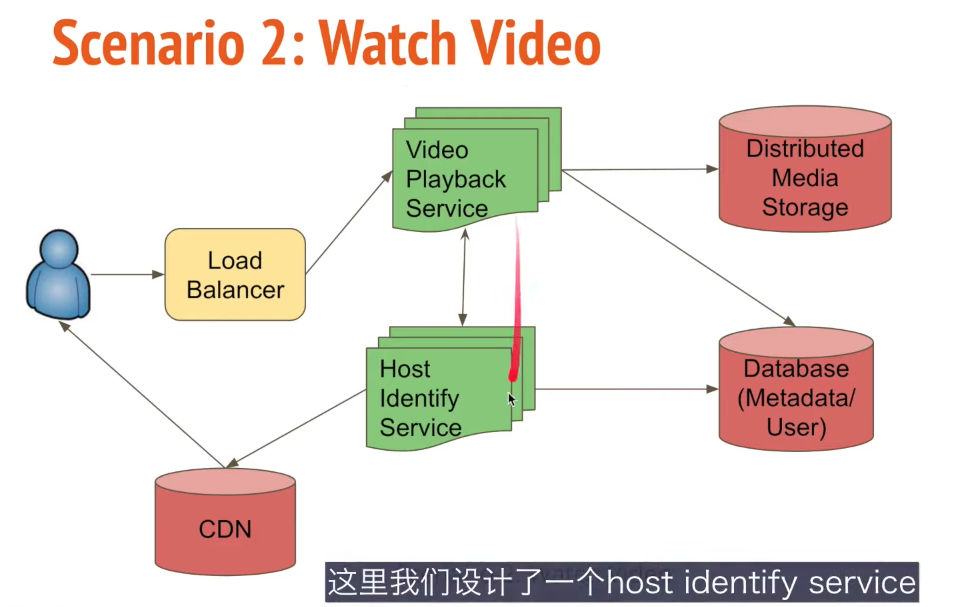 Scenario 2: Watch Video
Video
Playback
Service
Distributed
Media
Storage
Load
Balancer
Host
Identify
Service
Database
(Metadata/
User)
CDN
这里我们设计了一个host identify service